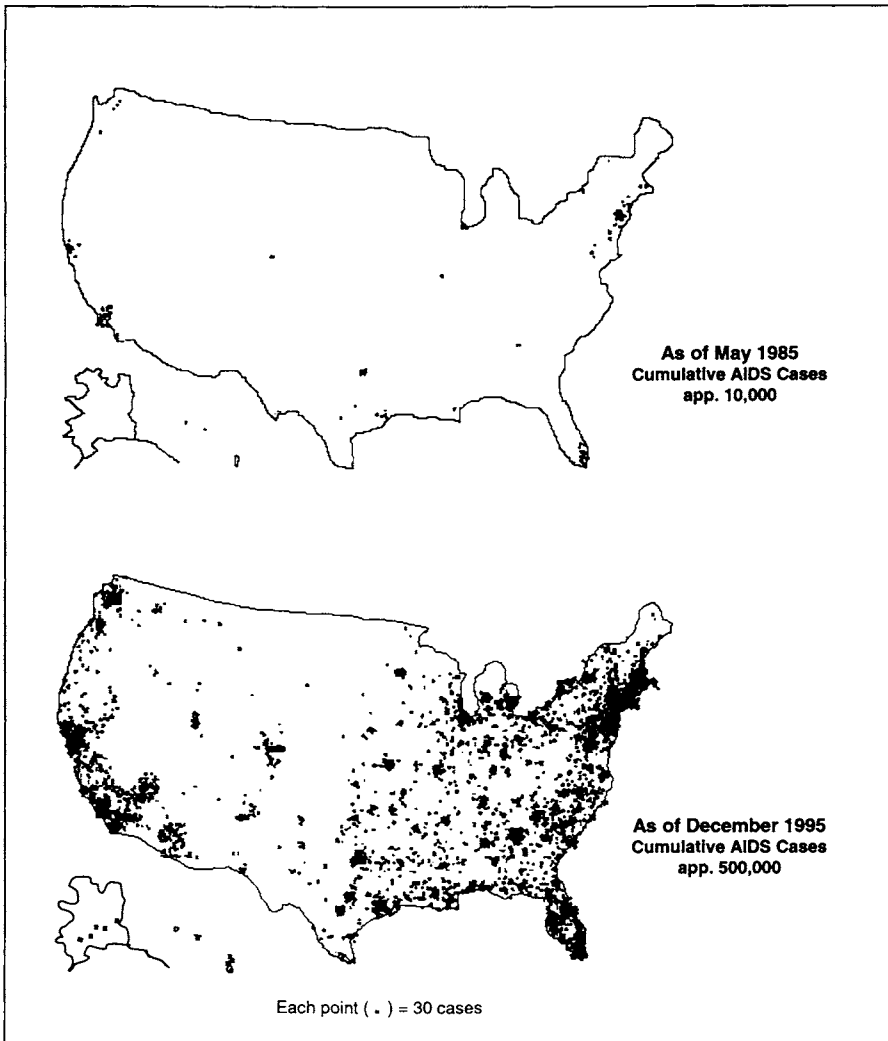 As of May 1985
Cumulative AIDS Cases
app. 10,000
As of December 1995
Cumulative AIDS Cases
app. 500,000
Each point ( . ) = 30 cases